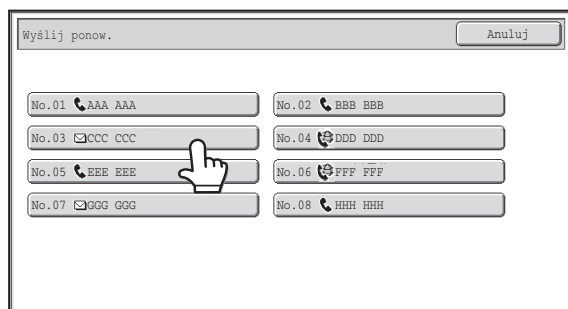 Wyślij ponow.
Anuluj
No.01 AAA AAA
No.02 BBB BBB
No.03 CCC CCC
No.04 DDD DDD
No.05 EEE EEE
No.06 FFF FFF
No.07 GGG GGG
No.08 HHH HHH